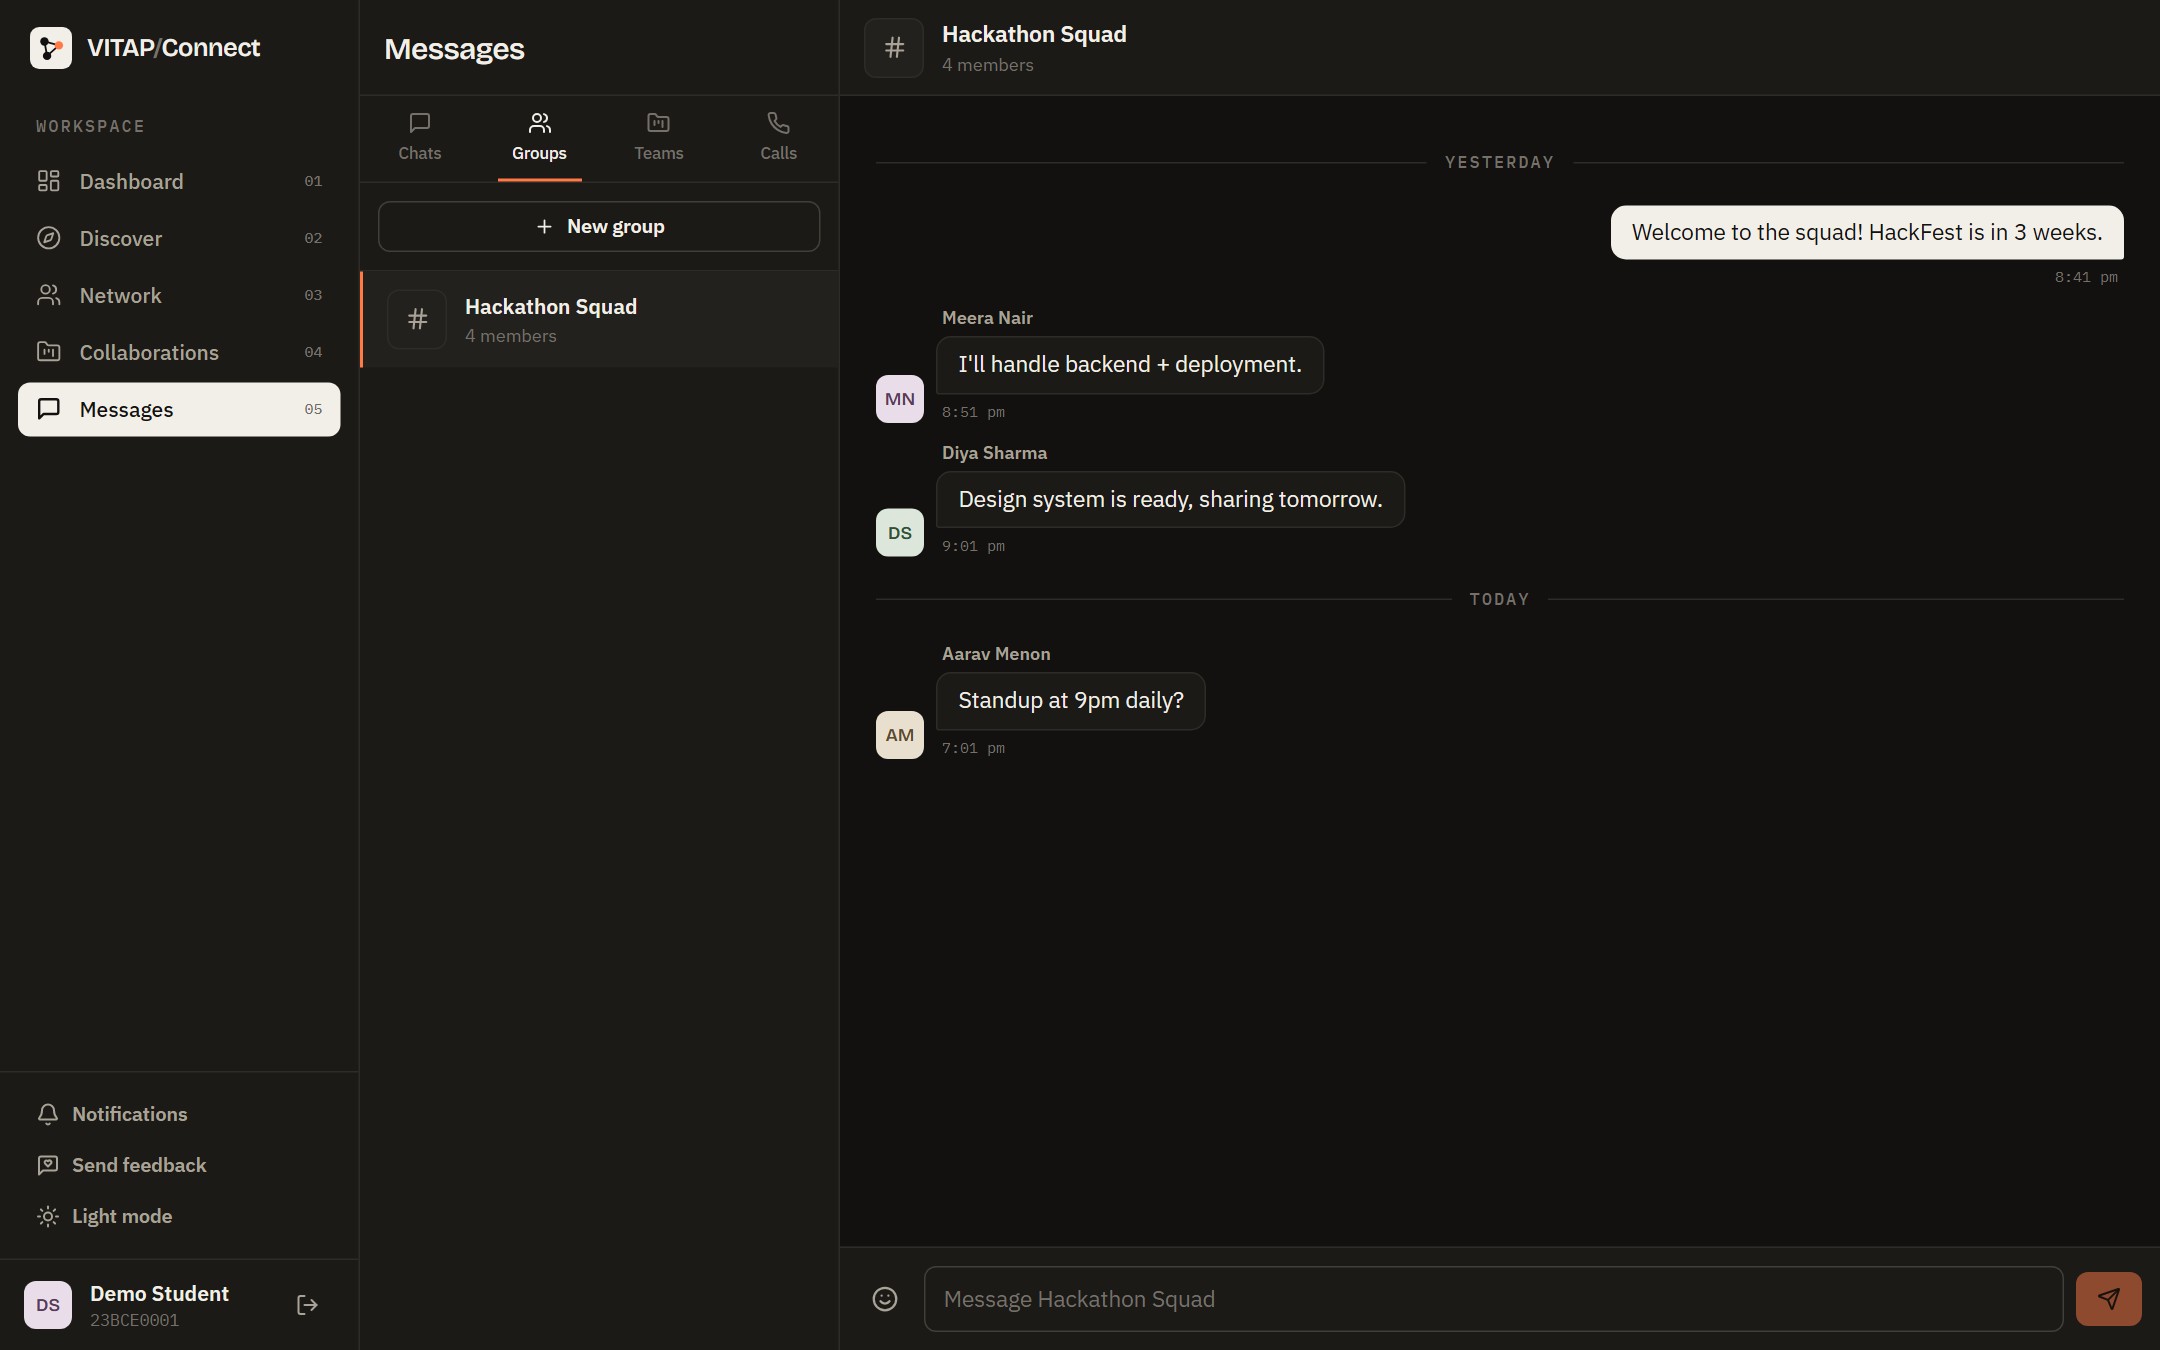 VITAP/Connect
WORKSPACE
Dashboard 01
Discover 02
Network 03
Collaborations 04
Messages 05
Notifications
Send feedback
Light mode
DS
Demo Student
23BCE0001
Messages
Chats Groups Teams Calls
+ New group
# Hackathon Squad
4 members
# Hackathon Squad
4 members
YESTERDAY
Welcome to the squad! HackFest is in 3 weeks.
8:41 pm
Meera Nair
I'll handle backend + deployment.
MN
8:51 pm
Diya Sharma
Design system is ready, sharing tomorrow.
DS
9:01 pm
TODAY
Aarav Menon
Standup at 9pm daily?
AM
7:01 pm
Message Hackathon Squad